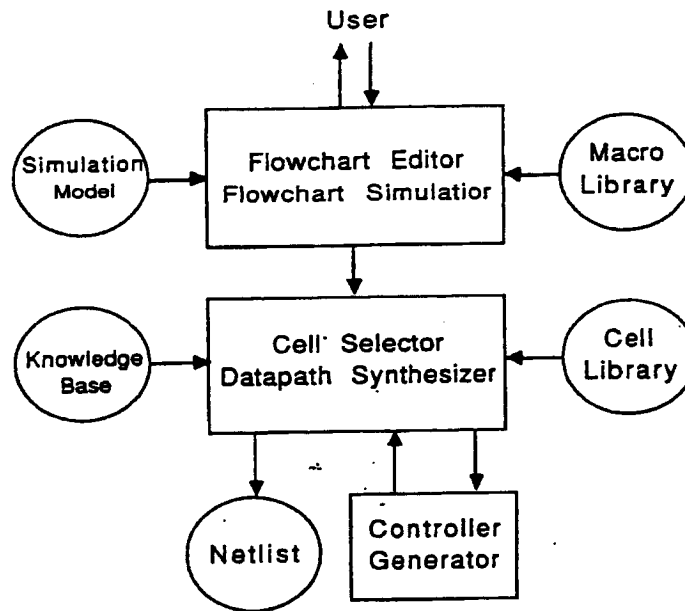 User
Simulation
Model
Flowchart Editor
Flowchart Simulatior
Macro
Library
Knowledge
Base
Cell Selector
Datapath Synthesizer
Cell
Library
Netlist
Controller
Generator